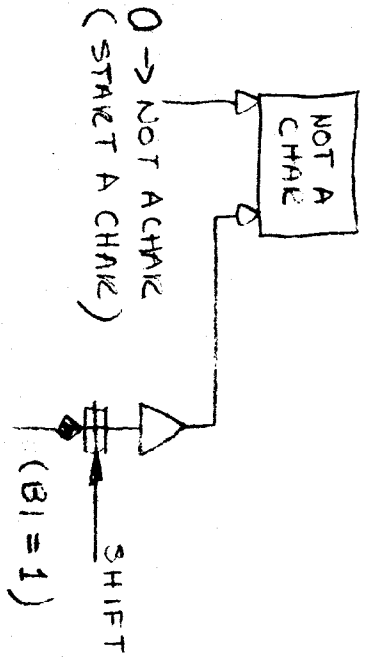 NOT A
CHAR
0 -> NOT A CHAR
(START A CHAR)
SHIFT
(B1 = 1)